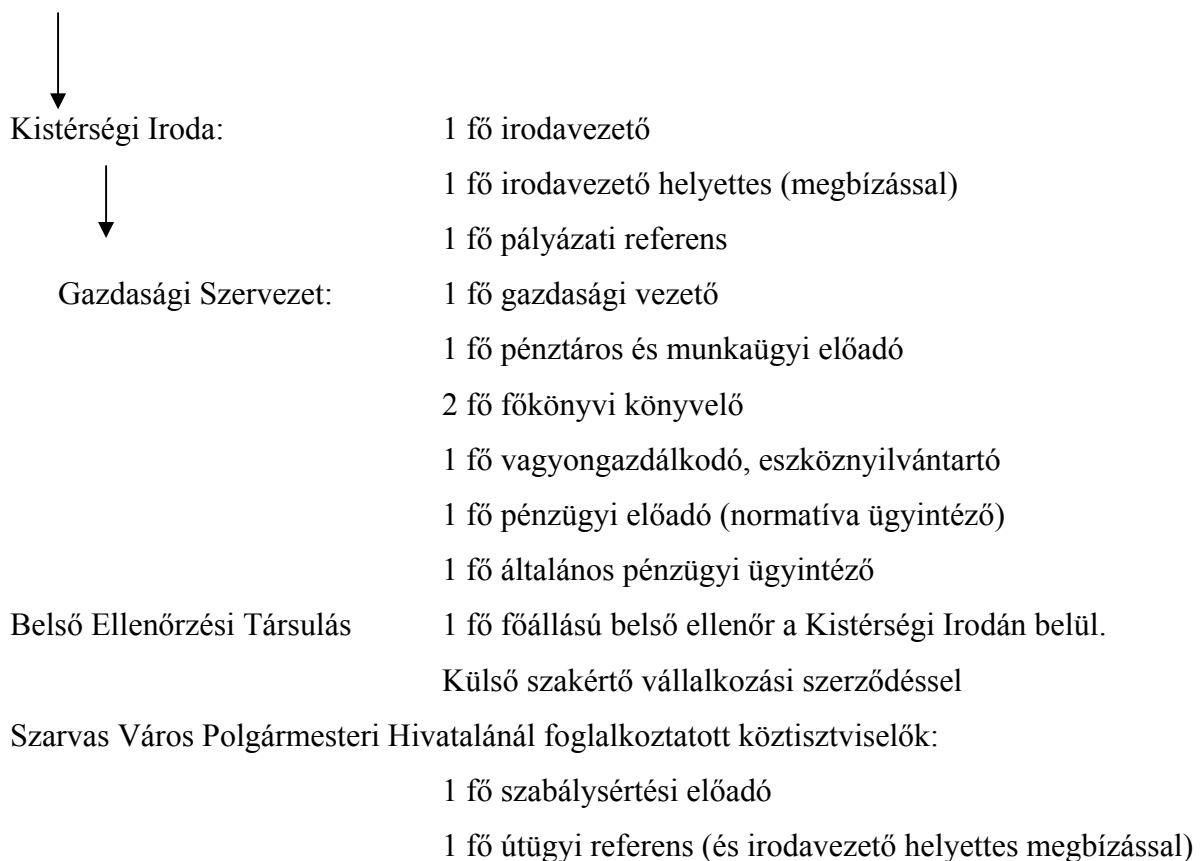 Kistérségi Iroda: 1 fő irodavezető
1 fő irodavezető helyettes (megbízással)
1 fő pályázati referens
Gazdasági Szervezet: 1 fő gazdasági vezető
1 fő pénztáros és munkaügyi előadó
2 fő főkönyvi könyvelő
1 fő vagyongazdálkodó, eszköznyilvántartó
1 fő pénzügyi előadó (normatíva ügyintéző)
1 fő általános pénzügyi ügyintéző
Belső Ellenőrzési Társulás 1 fő főállású belső ellenőr a Kistérségi Irodán belül.
Külső szakértő vállalkozási szerződéssel
Szarvas Város Polgármesteri Hivatalánál foglalkoztatott köztisztviselők:
1 fő szabálysértési előadó
1 fő útügyi referens (és irodavezető helyettes megbízással)